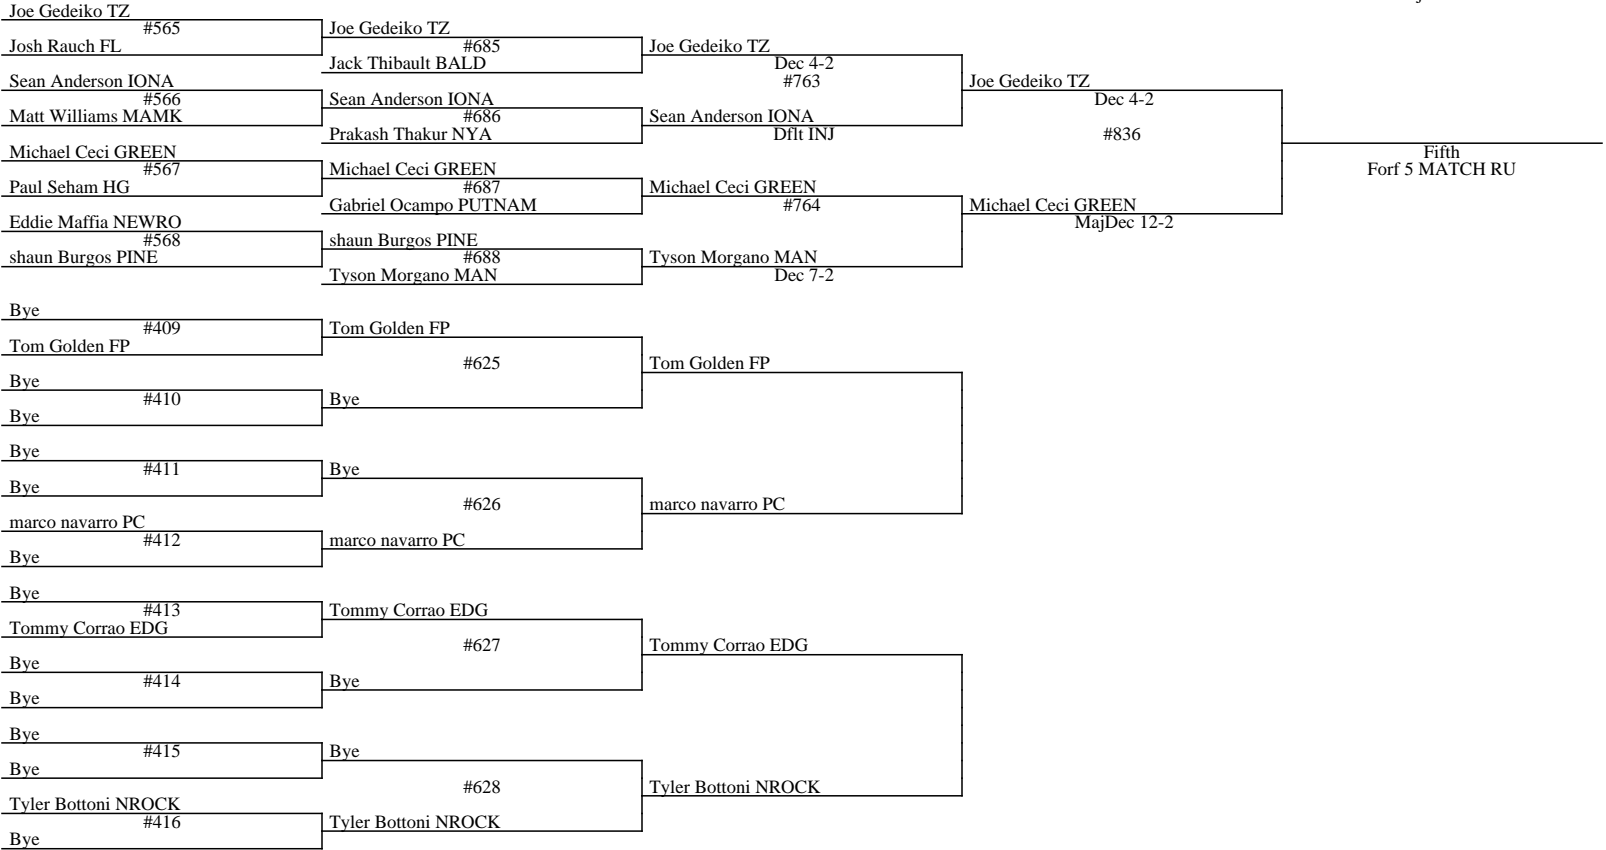 Joe Gedeiko TZ
#565
Josh Rauch FL
Sean Anderson IONA
#566
Matt Williams MAMK
Michael Ceci GREEN
#567
Paul Seham HG
Eddie Maffia NEWRO
#568
shaun Burgos PINE
Joe Gedeiko TZ
#685
Jack Thibault BALD
Sean Anderson IONA
#686
Prakash Thakur NYA
Michael Ceci GREEN
#687
Gabriel Ocampo PUTNAM
shaun Burgos PINE
#688
Tyson Morgano MAN
Joe Gedeiko TZ
Dec 4-2
#763
Sean Anderson IONA
Dflt INJ
Michael Ceci GREEN
#764
Tyson Morgano MAN
Dec 7-2
Joe Gedeiko TZ
Dec 4-2
#836
Michael Ceci GREEN
MajDec 12-2
Fifth
Forf 5 MATCH RU
Bye
#409
Tom Golden FP
Bye
#410
Bye
Bye
#411
Bye
marco navarro PC
#412
Bye
Tom Golden FP
#625
Bye
Bye
#626
marco navarro PC
Tom Golden FP
marco navarro PC
Bye
#413
Tommy Corrao EDG
Bye
#414
Bye
Bye
#415
Bye
Tyler Bottoni NROCK
#416
Bye
Tommy Corrao EDG
#627
Bye
Bye
#628
Tyler Bottoni NROCK
Tommy Corrao EDG
Tyler Bottoni NROCK